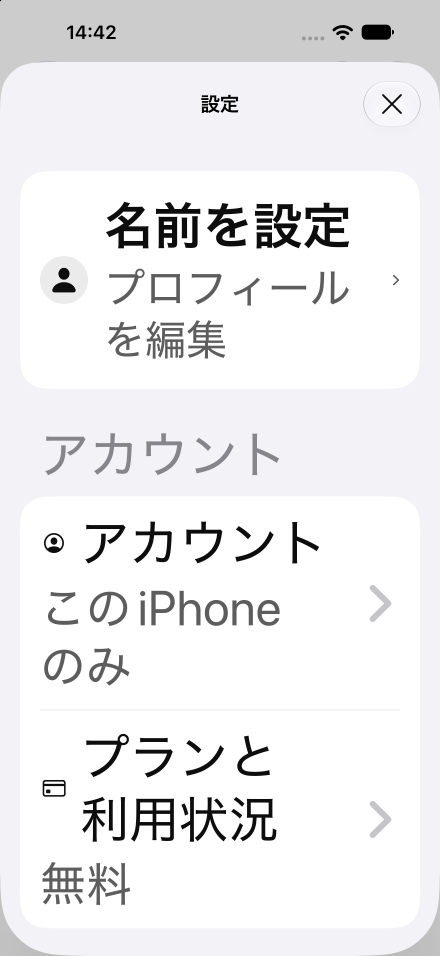 14:42
設定
名前を設定
プロフィール
を編集
アカウント
アカウント
このiPhone
のみ
プランと
利用状況
無料